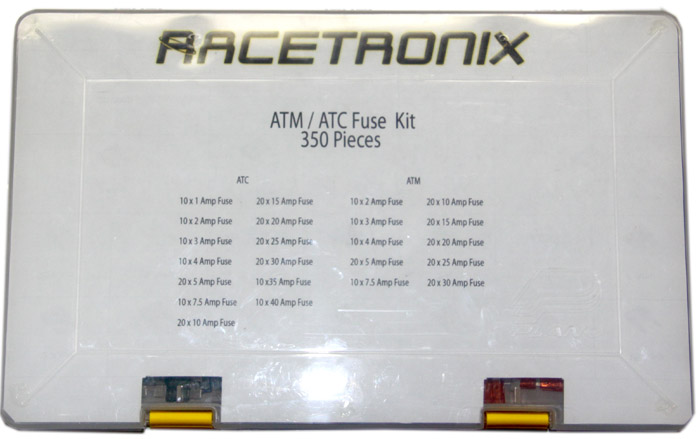 RACETRONIX
ATM / ATC Fuse Kit
350 Pieces
ATC
10 x 1 Amp Fuse
10 x 2 Amp Fuse
10 x 3 Amp Fuse
10 x 4 Amp Fuse
20 x 5 Amp Fuse
10 x 7.5 Amp Fuse
20 x 10 Amp Fuse
20 x 15 Amp Fuse
20 x 20 Amp Fuse
20 x 25 Amp Fuse
20 x 30 Amp Fuse
10 x35 Amp Fuse
10 x 40 Amp Fuse
ATM
10 x 2 Amp Fuse
10 x 3 Amp Fuse
10 x 4 Amp Fuse
20 x 5 Amp Fuse
10 x 7.5 Amp Fuse
20 x 10 Amp Fuse
20 x 15 Amp Fuse
20 x 20 Amp Fuse
20 x 25 Amp Fuse
20 x 30 Amp Fuse